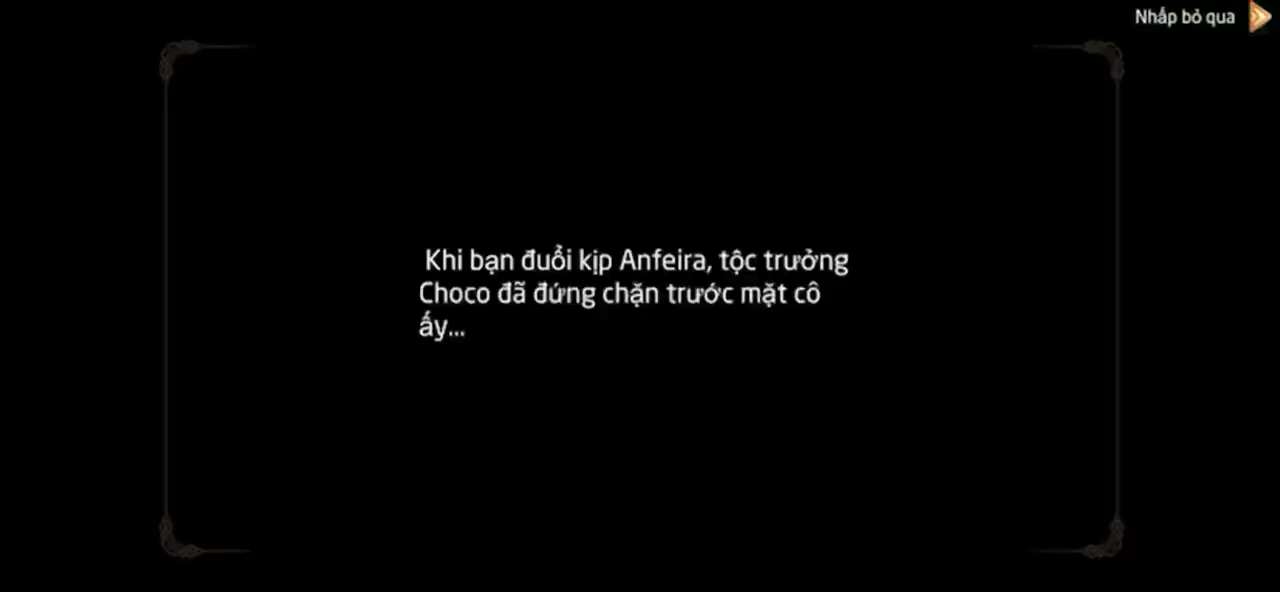 Nhấp bỏ qua
Khi bạn đuổi kịp Anfeira, tộc trưởng
Choco đã đứng chặn trước mặt cô
ấy...